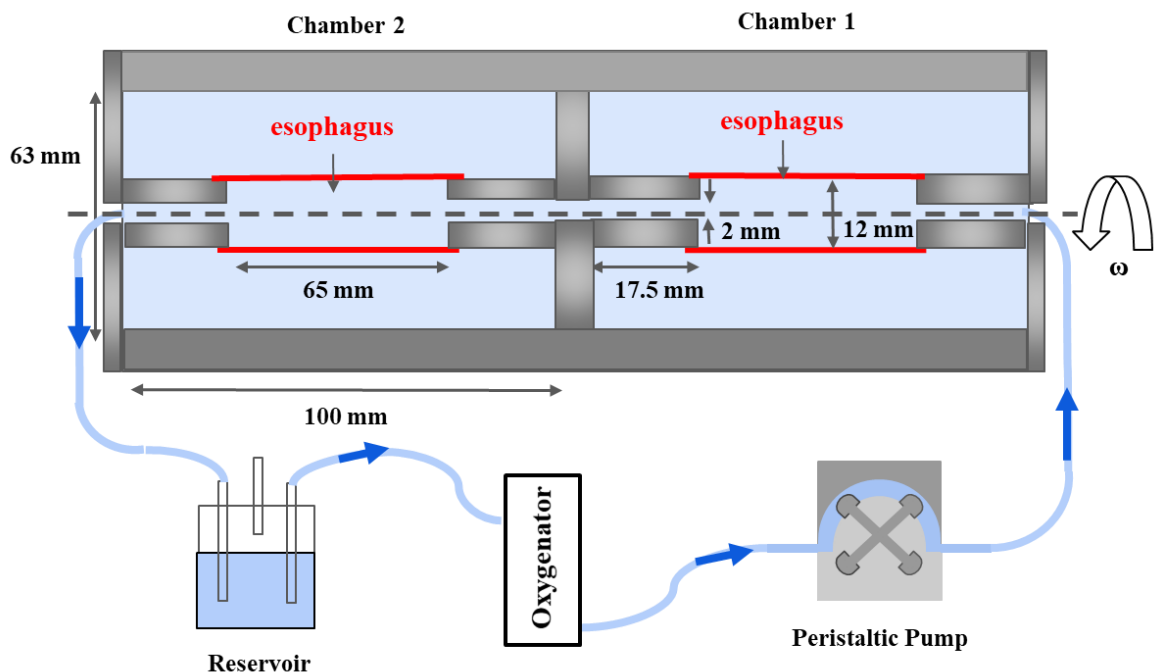 Chamber 2
Chamber 1
esophagus
esophagus
63 mm
2 mm
12 mm
65 mm
17.5 mm
ω
100 mm
Oxygenator
Peristaltic Pump
Reservoir